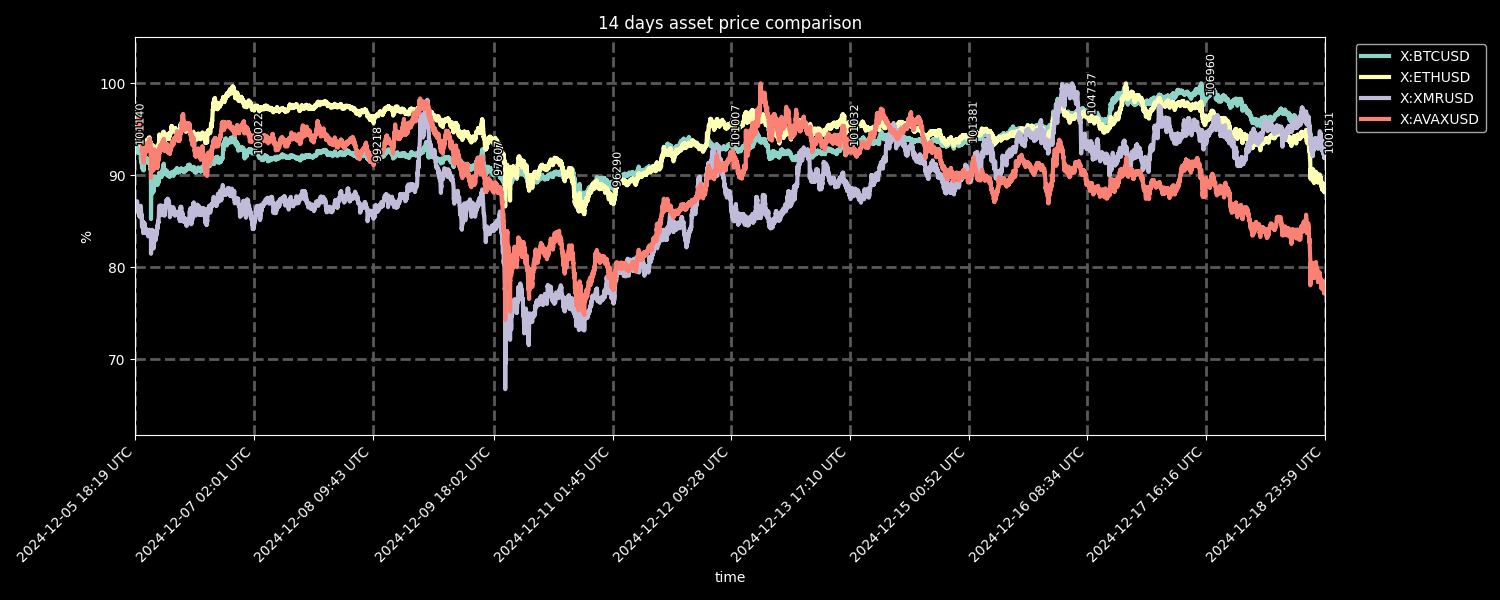 14 days asset price comparison
X:BTCUSD
X:ETHUSD
X:XMRUSD
X:AVAXUSD
100
90
80
70
%
100022
99218
97607
96290
101007
101032
101381
104737
106960
100151
2024-12-05 18:19 UTC
2024-12-07 02:01 UTC
2024-12-08 09:43 UTC
2024-12-09 18:02 UTC
2024-12-11 01:45 UTC
2024-12-12 09:28 UTC
2024-12-13 17:10 UTC
2024-12-15 00:52 UTC
2024-12-16 08:34 UTC
2024-12-17 16:16 UTC
2024-12-18 23:59 UTC
time